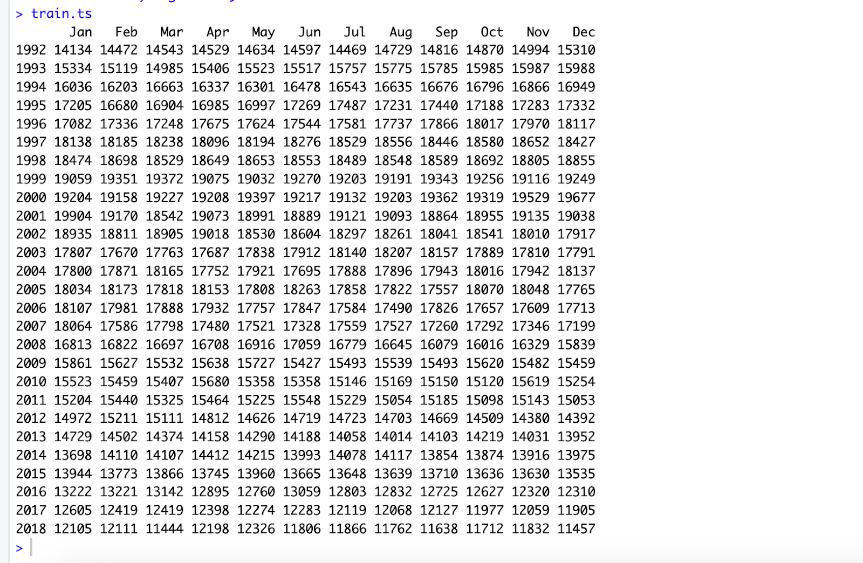 > train.ts
Jan Feb Mar Apr May Jun Jul Aug Sep Oct Nov Dec
1992 14134 14472 14543 14529 14634 14597 14469 14729 14816 14870 14994 15310
1993 15334 15119 14985 15406 15523 15517 15757 15775 15785 15985 15987 15988
1994 16036 16203 16663 16337 16301 16478 16543 16635 16676 16796 16866 16949
1995 17205 16680 16904 16985 16997 17269 17487 17231 17440 17188 17283 17332
1996 17082 17336 17248 17675 17624 17544 17581 17737 17866 18017 17970 18117
1997 18138 18185 18238 18096 18194 18276 18529 18556 18446 18580 18652 18427
1998 18474 18698 18529 18649 18653 18553 18489 18548 18589 18692 18805 18855
1999 19059 19351 19372 19075 19032 19270 19203 19191 19343 19256 19116 19249
2000 19204 19158 19227 19208 19397 19217 19132 19203 19362 19319 19529 19677
2001 19904 19170 18542 19073 18991 18889 19121 19093 18864 18955 19135 19038
2002 18935 18811 18905 19018 18530 18604 18297 18261 18041 18541 18010 17917
2003 17807 17670 17763 17687 17838 17912 18140 18207 18157 17889 17810 17791
2004 17800 17871 18165 17752 17921 17695 17888 17896 17943 18016 17942 18137
2005 18034 18173 17818 18153 17808 18263 17858 17822 17557 18070 18048 17765
2006 18107 17981 17888 17932 17757 17847 17584 17490 17826 17657 17609 17713
2007 18064 17586 17798 17480 17521 17328 17559 17527 17260 17292 17346 17199
2008 16813 16822 16697 16708 16916 17059 16779 16645 16079 16016 16329 15839
2009 15861 15627 15532 15638 15727 15427 15493 15539 15493 15620 15482 15459
2010 15523 15459 15407 15680 15358 15358 15146 15169 15150 15120 15619 15254
2011 15204 15440 15325 15464 15225 15548 15229 15054 15185 15098 15143 15053
2012 14972 15211 15111 14812 14626 14719 14723 14703 14669 14509 14380 14392
2013 14729 14502 14374 14158 14290 14188 14058 14014 14103 14219 14031 13952
2014 13698 14110 14107 14412 14215 13993 14078 14117 13854 13874 13916 13975
2015 13944 13773 13866 13745 13960 13665 13648 13639 13710 13636 13630 13535
2016 13222 13221 13142 12895 12760 13059 12803 12832 12725 12627 12320 12310
2017 12605 12419 12419 12398 12274 12283 12119 12068 12127 11977 12059 11905
2018 12105 12111 11444 12198 12326 11806 11866 11762 11638 11712 11832 11457
>